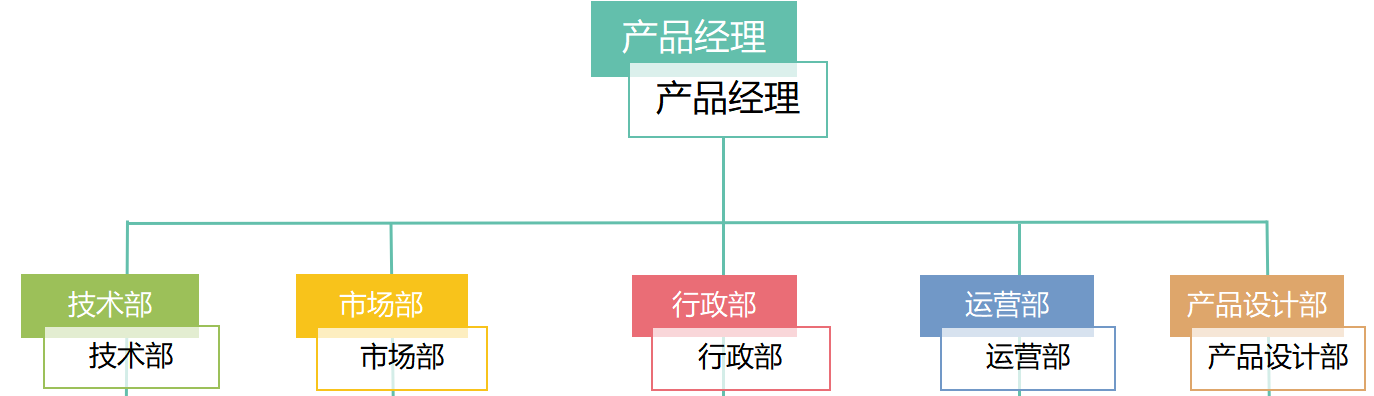 产品经理
产品经理
技术部
技术部
市场部
市场部
行政部
行政部
运营部
运营部
产品设计部
产品设计部